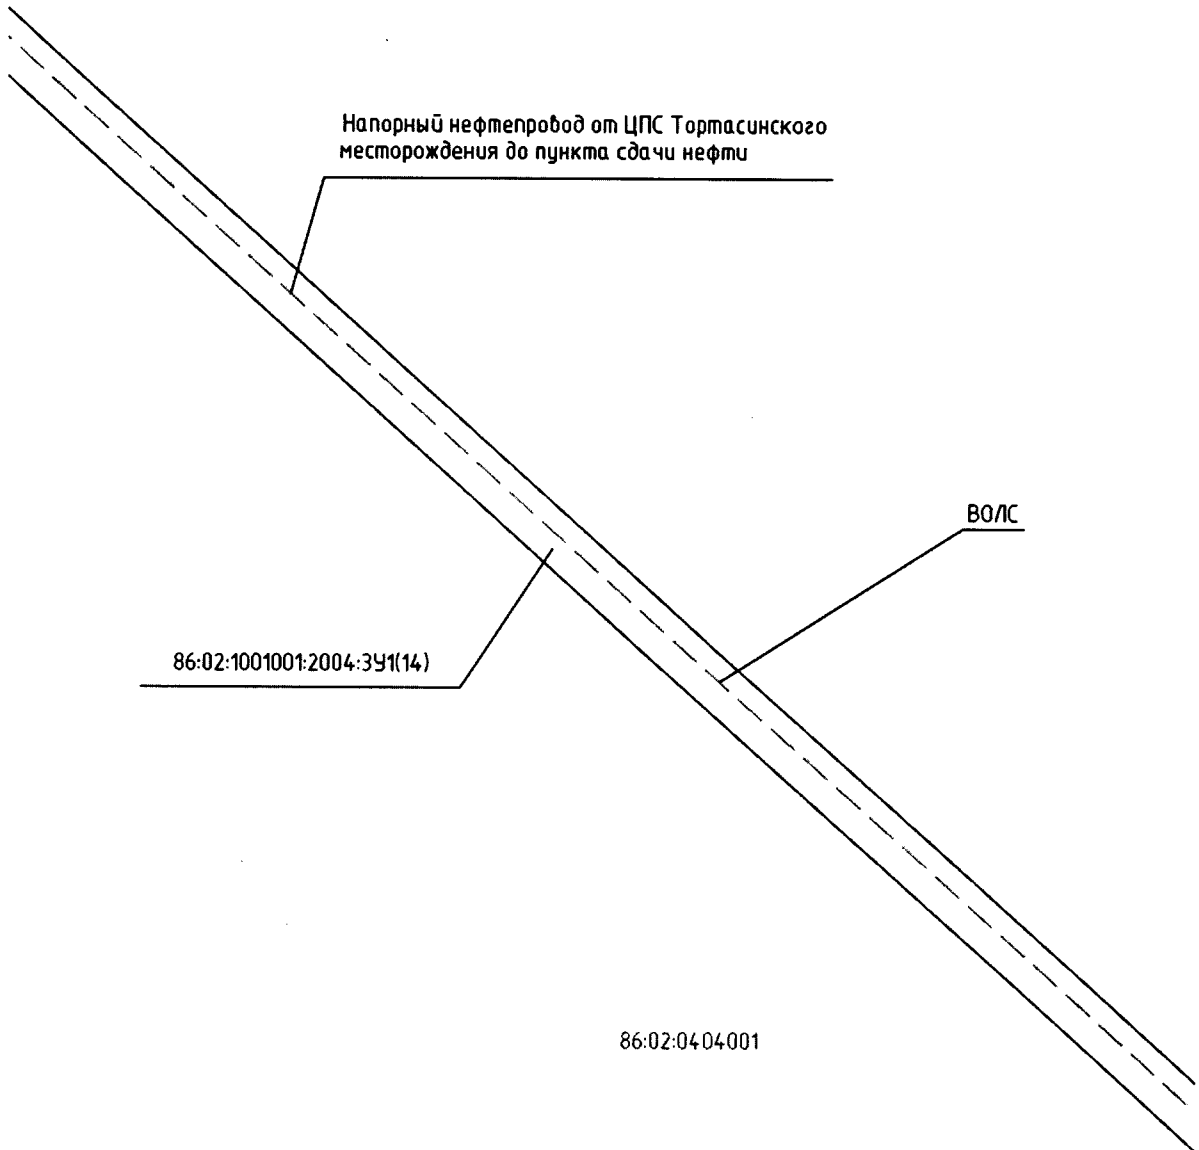 Напорный нефтепровод от ЦПС Тортасинского
месторождения до пункта сдачи нефти
ВОЛС
86:02:1001001:2004:ЗУ1(14)
86:02:0404001